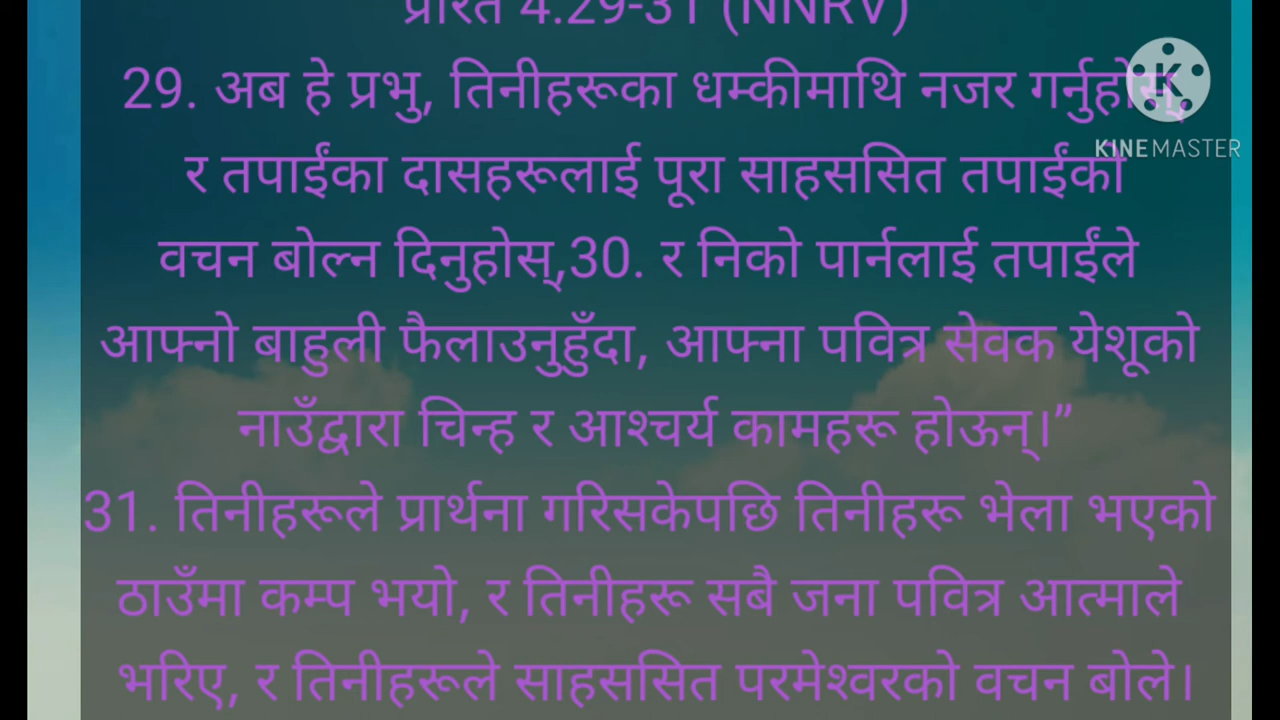 प्रेरित 4.29-31 (NNRV)
29. अब हे प्रभु, तिनीहरूका धम्कीमाथि नजर गर्नुहोस्,
र तपाईंका दासहरूलाई पूरा साहससित तपाईंको
वचन बोल्न दिनुहोस्,30. र निको पार्नलाई तपाईंले
आफ्नो बाहुली फैलाउनुहुँदा, आफ्ना पवित्र सेवक येशूको
नाउँद्वारा चिन्ह र आश्चर्य कामहरू होऊन्।”
31. तिनीहरूले प्रार्थना गरिसकेपछि तिनीहरू भेला भएको
ठाउँमा कम्प भयो, र तिनीहरू सबै जना पवित्र आत्माले
भरिए, र तिनीहरूले साहससित परमेश्वरको वचन बोले।
K
KINEMASTER